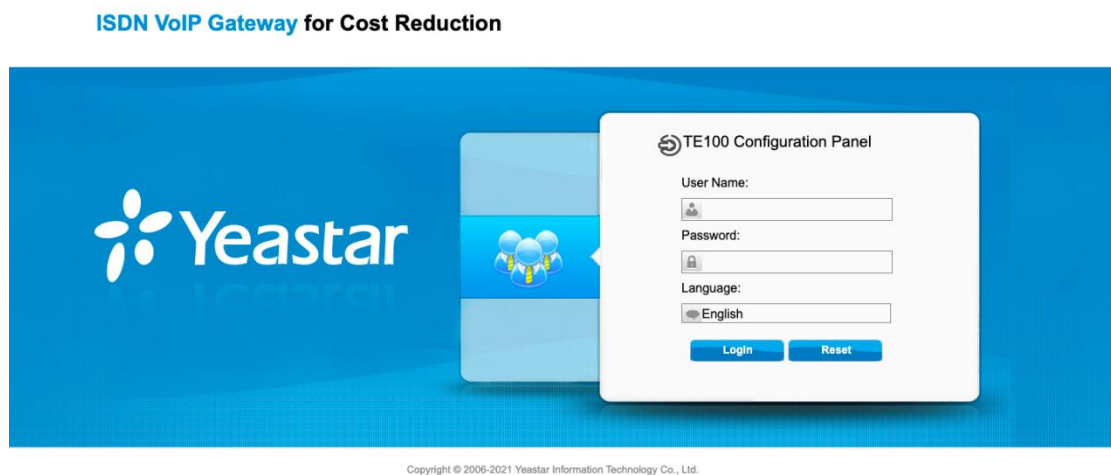 ISDN VoIP Gateway for Cost Reduction
Yeastar
TE100 Configuration Panel
User Name:
Password:
Language:
English
Login Reset
Copyright © 2006-2021 Yeastar Information Technology Co., Ltd.